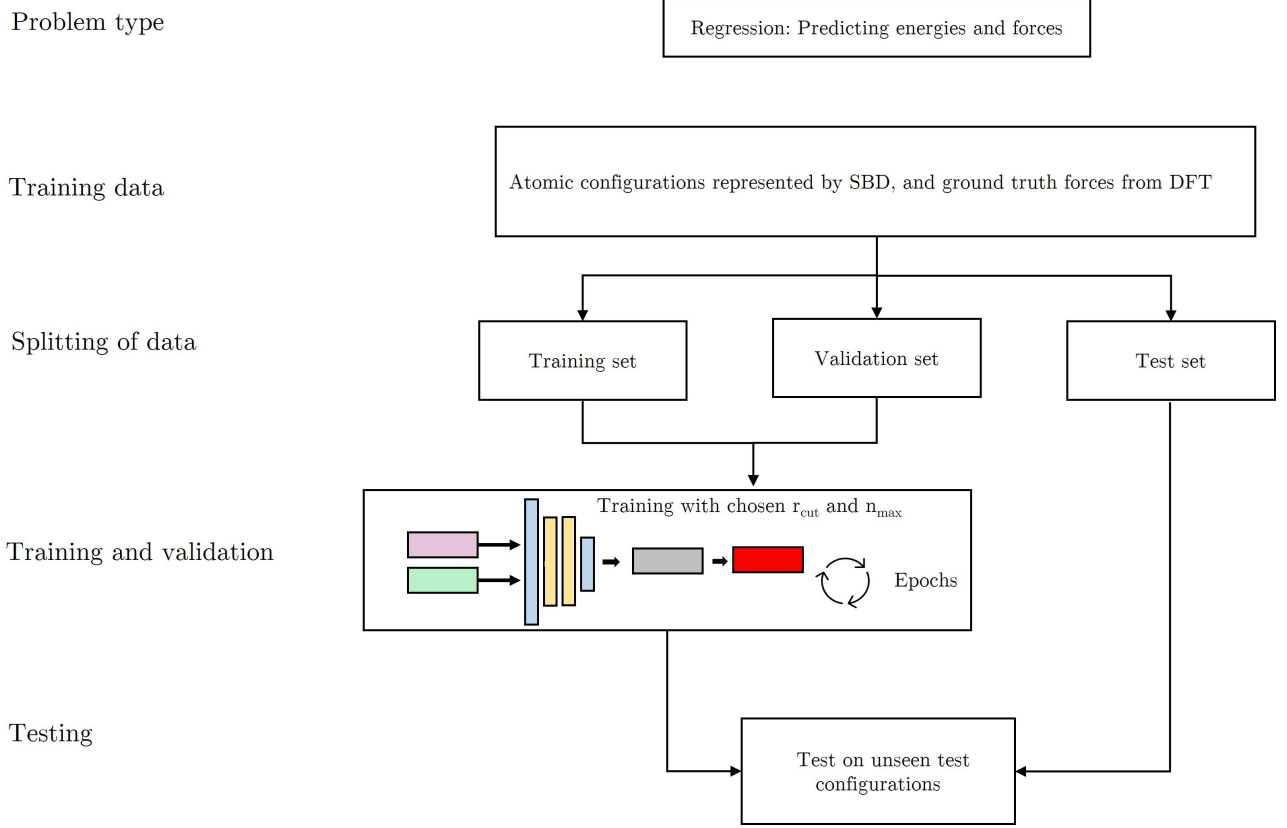 Problem type
Regression: Predicting energies and forces
Training data
Atomic configurations represented by SBD, and ground truth forces from DFT
Splitting of data
Training set
Validation set
Test set
Training and validation
Training with chosen r_cut and n_max
Epochs
Testing
Test on unseen test
configurations